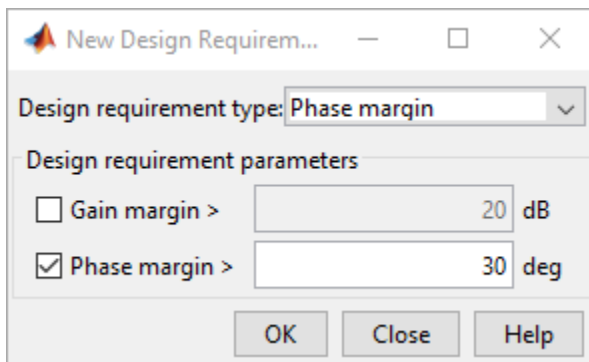 New Design Requirem...
Design requirement type: Phase margin
Design requirement parameters
Gain margin > 20 dB
Phase margin > 30 deg
OK Close Help